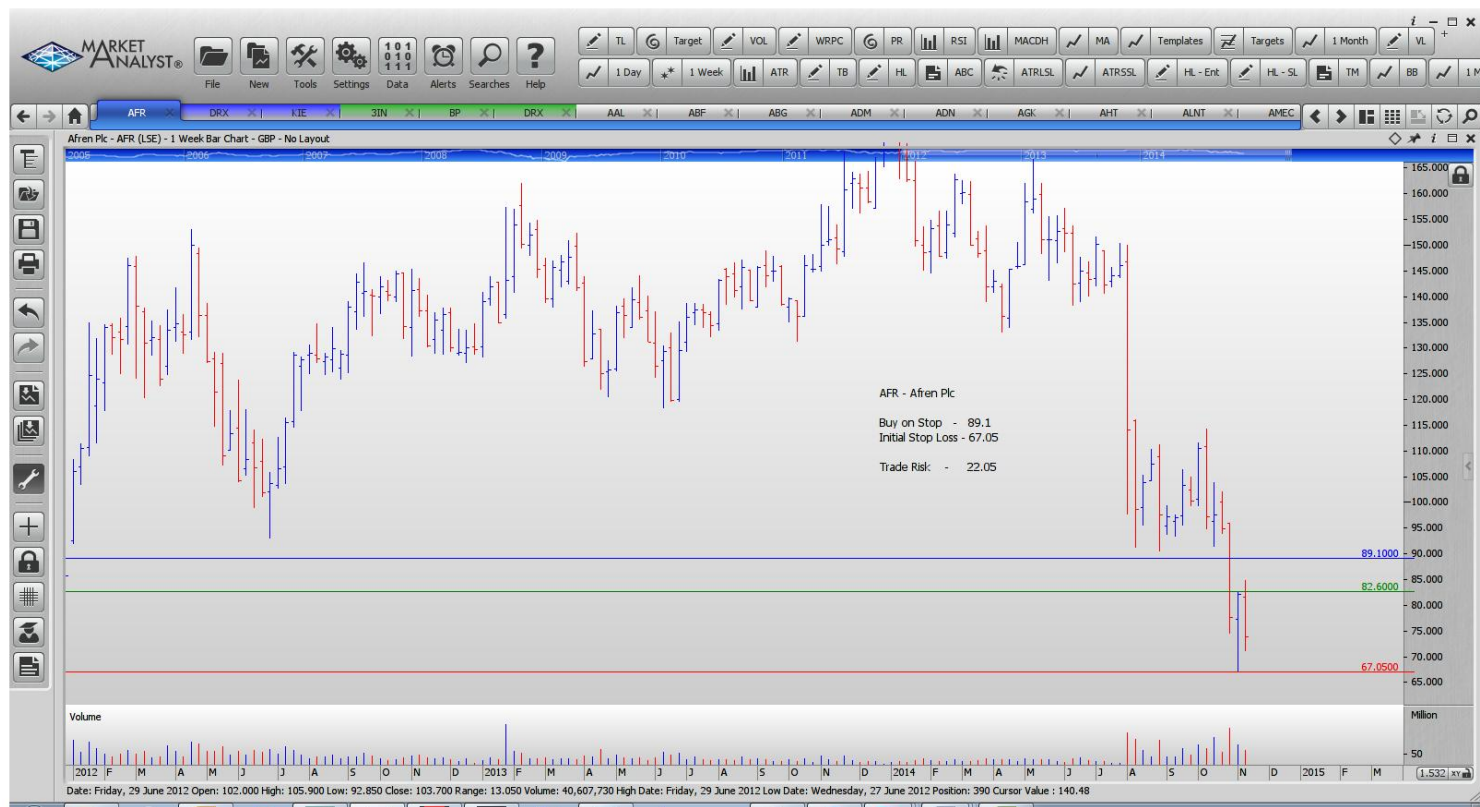 i
MARKET ANALYST®
File New Tools Settings Data Alerts Searches Help
101
010
111
TL Target VOL WRPC PR RSI MACDH MA Templates Targets 1 Month VL +
1 Day 1 Week ATR TB HL ABC ATRLSL ATRSSL HL - Ent HL - SL TM BB 1 M
AFR DRX KIE 3IN BP DRX AAL ABF ABG ADM ADN AGK AHT ALNT AMEC
Afren Plc - AFR (LSE) - 1 Week Bar Chart - GBP - No Layout
2005 2006 2007 2008 2009 2010 2011 2012 2013 2014
165.000
160.000
155.000
150.000
145.000
140.000
135.000
130.000
125.000
120.000
115.000
110.000
105.000
100.000
95.000
90.000
85.000
80.000
75.000
70.000
65.000
AFR - Afren Plc
Buy on Stop - 89.1
Initial Stop Loss - 67.05
Trade Risk - 22.05
89.1000
82.6000
67.0500
Volume
Million
50
2012 F M A M J J A S O N D 2013 F M A M J J A S O N D 2014 F M A M J J A S O N D 2015 F M
1.532 XY
Date: Friday, 29 June 2012 Open: 102.000 High: 105.900 Low: 92.850 Close: 103.700 Range: 13.050 Volume: 40,607,730 High Date: Friday, 29 June 2012 Low Date: Wednesday, 27 June 2012 Position: 390 Cursor Value : 140.48